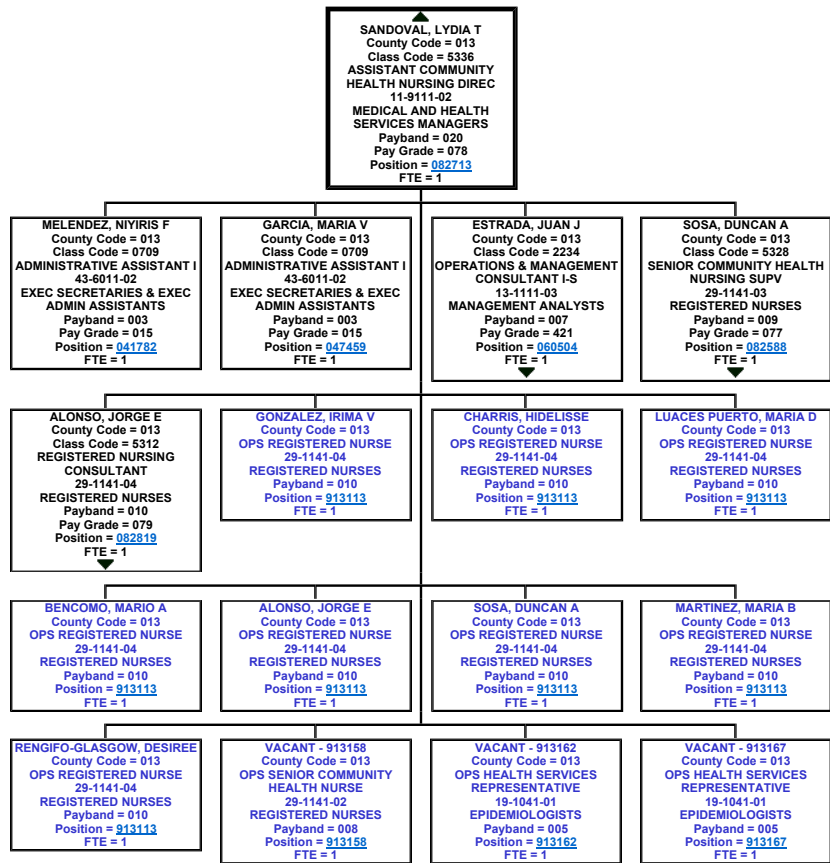 SANDOVAL, LYDIA T
County Code = 013
Class Code = 5336
ASSISTANT COMMUNITY
HEALTH NURSING DIREC
11-9111-02
MEDICAL AND HEALTH
SERVICES MANAGERS
Payband = 020
Pay Grade = 078
Position = 082713
FTE = 1
MELENDEZ, NIYIRIS F
County Code = 013
Class Code = 0709
ADMINISTRATIVE ASSISTANT I
43-6011-02
EXEC SECRETARIES & EXEC
ADMIN ASSISTANTS
Payband = 003
Pay Grade = 015
Position = 041782
FTE = 1
GARCIA, MARIA V
County Code = 013
Class Code = 0709
ADMINISTRATIVE ASSISTANT I
43-6011-02
EXEC SECRETARIES & EXEC
ADMIN ASSISTANTS
Payband = 003
Pay Grade = 015
Position = 047459
FTE = 1
ESTRADA, JUAN J
County Code = 013
Class Code = 2234
OPERATIONS & MANAGEMENT
CONSULTANT I-S
13-1111-03
MANAGEMENT ANALYSTS
Payband = 007
Pay Grade = 421
Position = 060504
FTE = 1
SOSA, DUNCAN A
County Code = 013
Class Code = 5328
SENIOR COMMUNITY HEALTH
NURSING SUPV
29-1141-03
REGISTERED NURSES
Payband = 009
Pay Grade = 077
Position = 082588
FTE = 1
ALONSO, JORGE E
County Code = 013
Class Code = 5312
REGISTERED NURSING
CONSULTANT
29-1141-04
REGISTERED NURSES
Payband = 010
Pay Grade = 079
Position = 082819
FTE = 1
GONZALEZ, IRIMA V
County Code = 013
OPS REGISTERED NURSE
29-1141-04
REGISTERED NURSES
Payband = 010
Position = 913113
FTE = 1
CHARRIS, HIDELISSE
County Code = 013
OPS REGISTERED NURSE
29-1141-04
REGISTERED NURSES
Payband = 010
Position = 913113
FTE = 1
LUACES PUERTO, MARIA D
County Code = 013
OPS REGISTERED NURSE
29-1141-04
REGISTERED NURSES
Payband = 010
Position = 913113
FTE = 1
BENCOMO, MARIO A
County Code = 013
OPS REGISTERED NURSE
29-1141-04
REGISTERED NURSES
Payband = 010
Position = 913113
FTE = 1
ALONSO, JORGE E
County Code = 013
OPS REGISTERED NURSE
29-1141-04
REGISTERED NURSES
Payband = 010
Position = 913113
FTE = 1
SOSA, DUNCAN A
County Code = 013
OPS REGISTERED NURSE
29-1141-04
REGISTERED NURSES
Payband = 010
Position = 913113
FTE = 1
MARTINEZ, MARIA B
County Code = 013
OPS REGISTERED NURSE
29-1141-04
REGISTERED NURSES
Payband = 010
Position = 913113
FTE = 1
RENGIFO-GLASGOW, DESIREE
County Code = 013
OPS REGISTERED NURSE
29-1141-04
REGISTERED NURSES
Payband = 010
Position = 913113
FTE = 1
VACANT - 913158
County Code = 013
OPS SENIOR COMMUNITY
HEALTH NURSE
29-1141-02
REGISTERED NURSES
Payband = 008
Position = 913158
FTE = 1
VACANT - 913162
County Code = 013
OPS HEALTH SERVICES
REPRESENTATIVE
19-1041-01
EPIDEMIOLOGISTS
Payband = 005
Position = 913162
FTE = 1
VACANT - 913167
County Code = 013
OPS HEALTH SERVICES
REPRESENTATIVE
19-1041-01
EPIDEMIOLOGISTS
Payband = 005
Position = 913167
FTE = 1